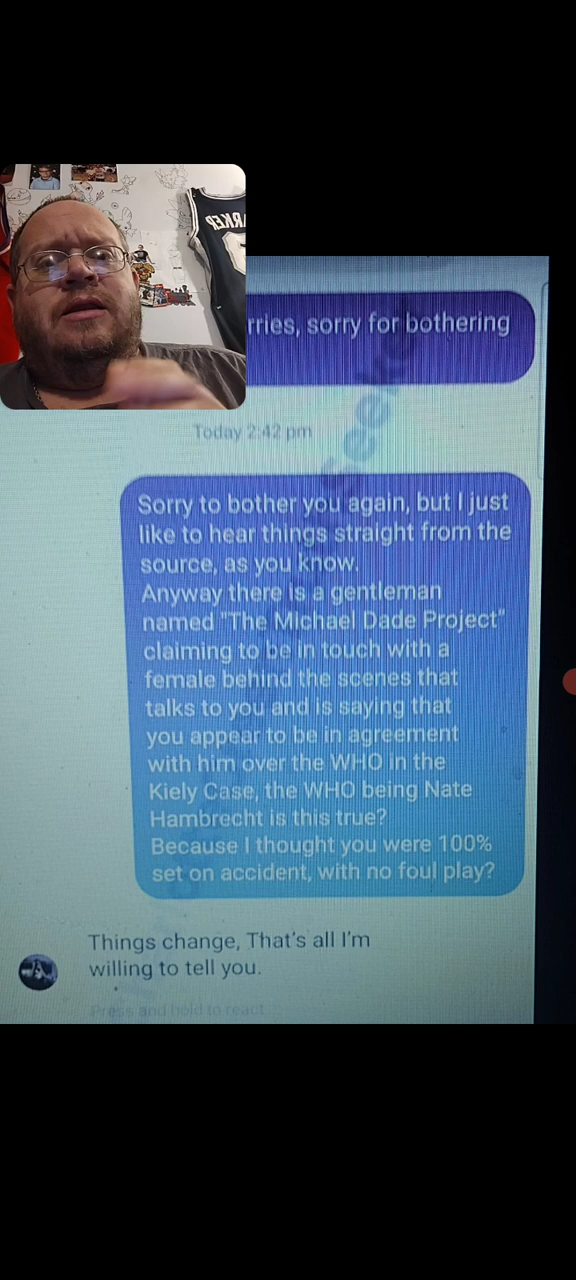 ARKER
rries, sorry for bothering
Today 2:42 pm
Sorry to bother you again, but I just
like to hear things straight from the
source, as you know.
Anyway there is a gentleman
named "The Michael Dade Project"
claiming to be in touch with a
female behind the scenes that
talks to you and is saying that
you appear to be in agreement
with him over the WHO in the
Kiely Case, the WHO being Nate
Hambrecht is this true?
Because I thought you were 100%
set on accident, with no foul play?
Things change, That's all I'm
willing to tell you.
Press and hold to react